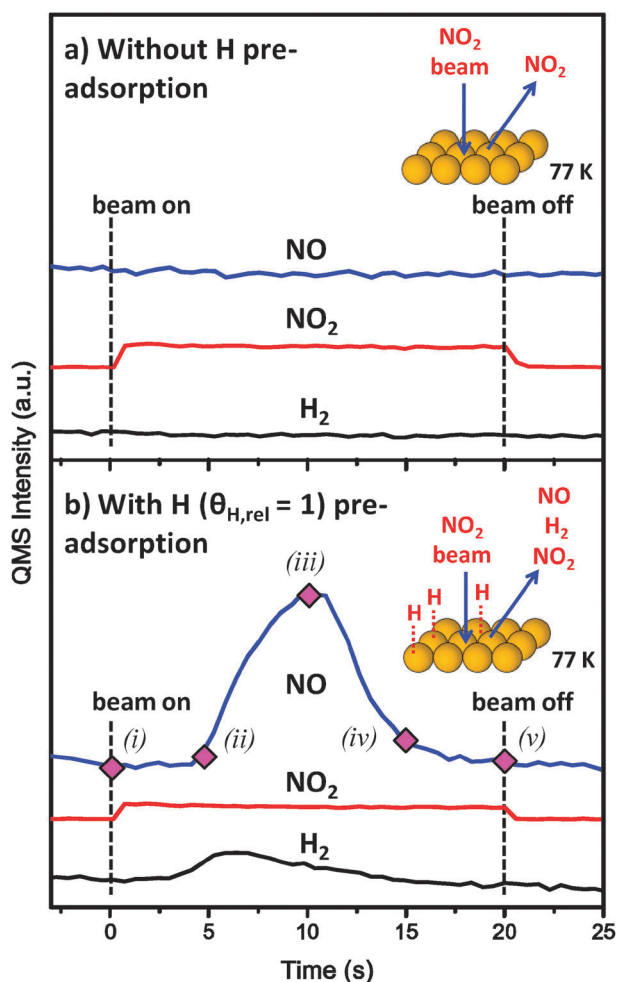 a) Without H pre-
adsorption
NO2
beam
NO2
77 K
beam on
beam off
NO
NO2
H2
QMS Intensity (a.u.)
b) With H (θH,rel = 1) pre-
adsorption
NO
H2
NO2
NO2
beam
H
H
H
77 K
(iii)
beam on
NO
beam off
(i)
(ii)
(iv)
(v)
NO2
H2
0
5
10
15
20
25
Time (s)